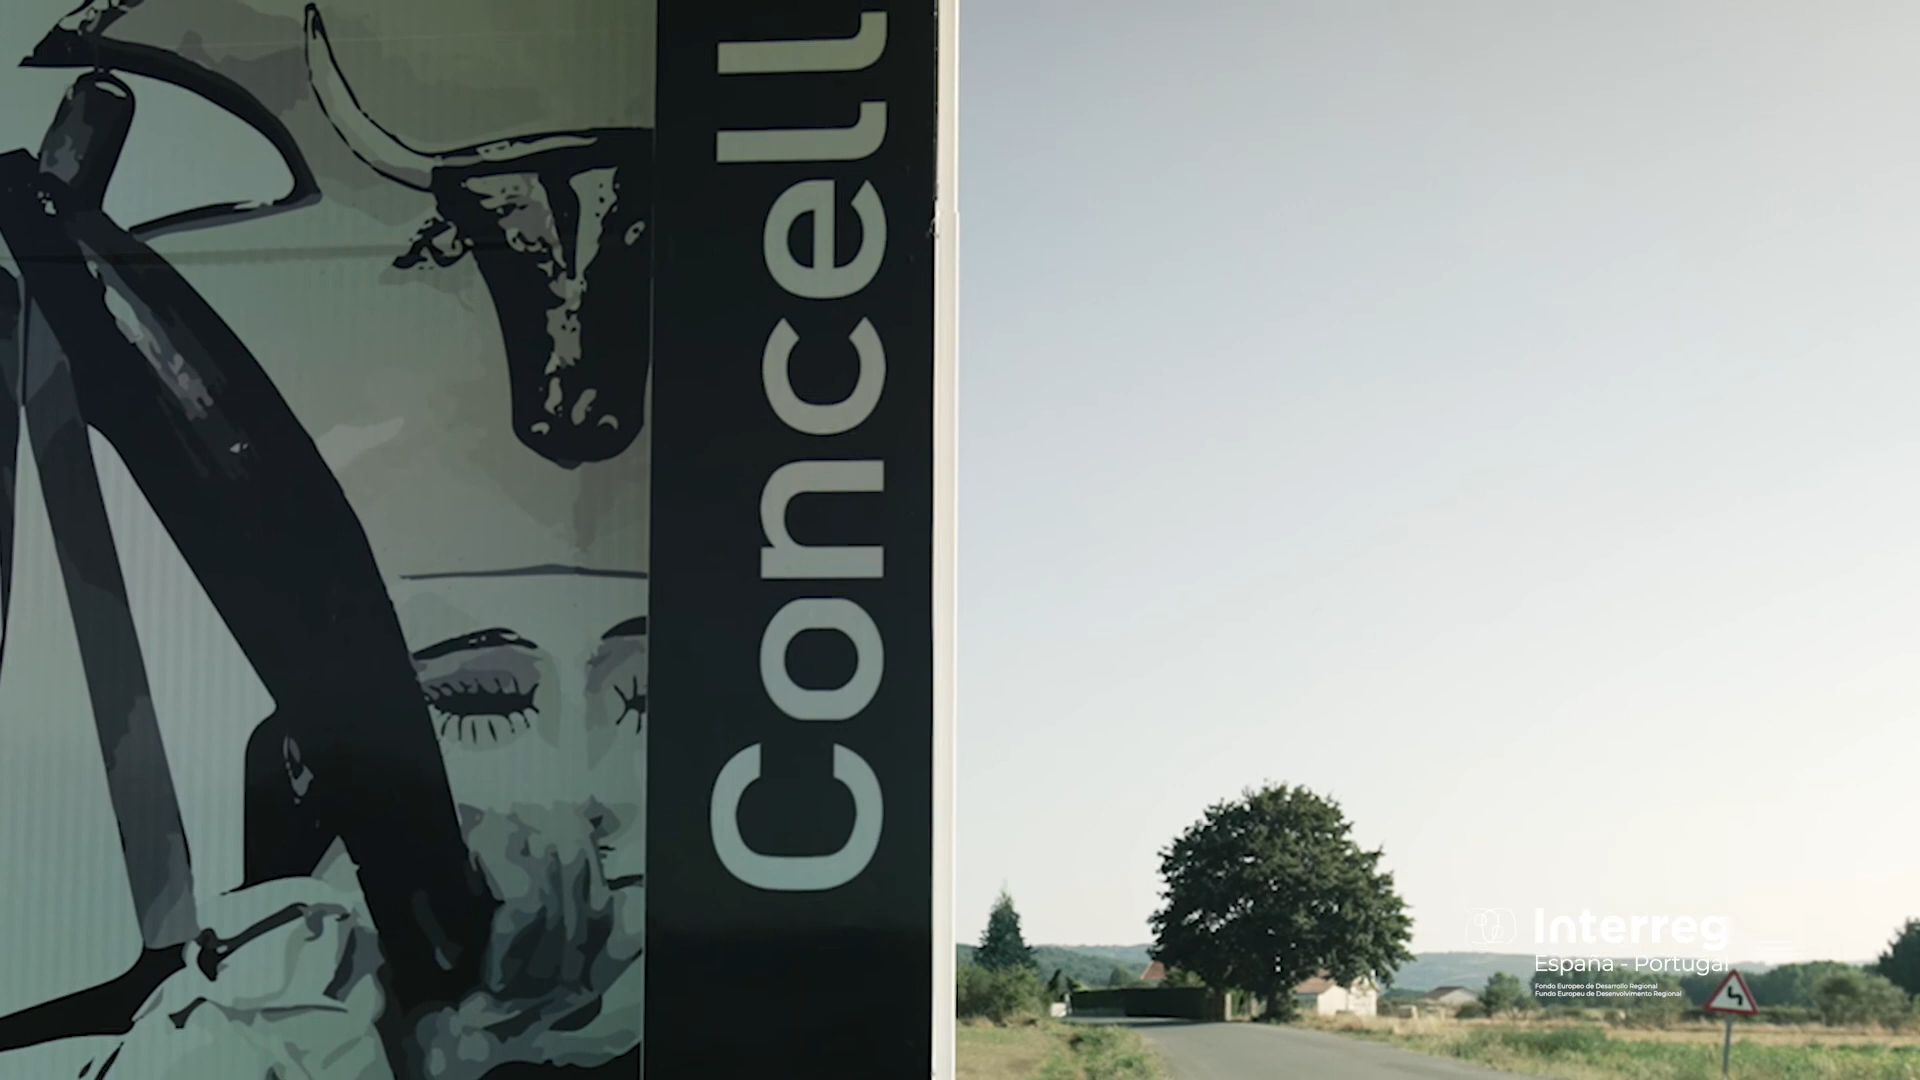 Concell
Interreg
España - Portugal
Fondo Europeo de Desarrollo Regional
Fundo Europeu de Desenvolvimento Regional